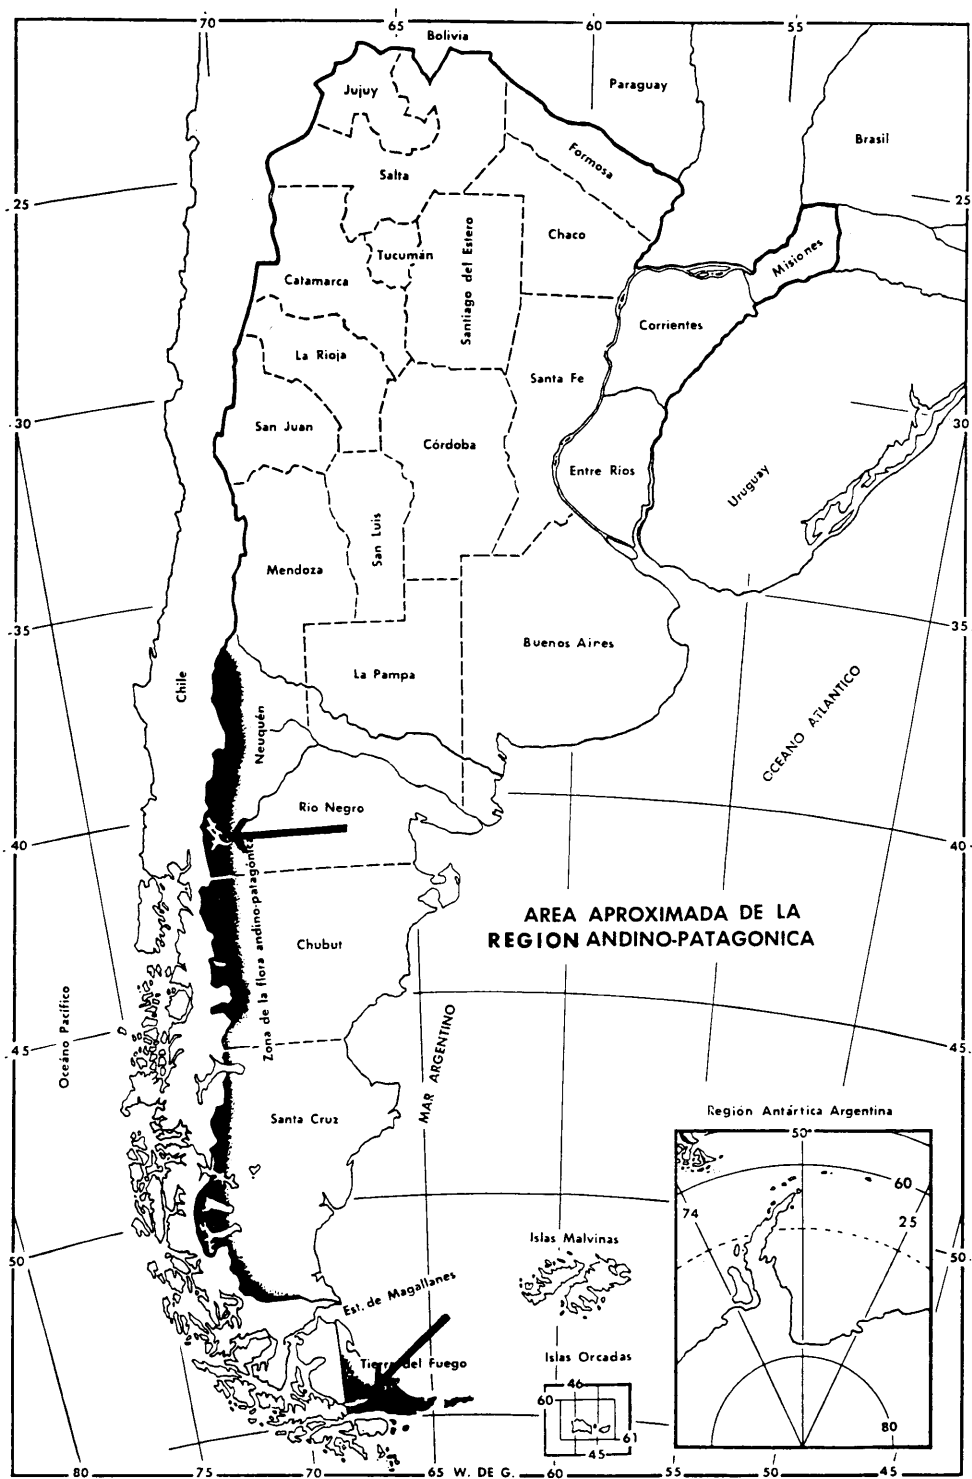 70
65
60
55
Bolivia
Paraguay
Brasil
Jujuy
Formosa
Salta
25
25
Chaco
Misiones
Tucumán
Santiago del Estero
Catamarca
Corrientes
La Rioja
Santa Fe
30
San Juan
Córdoba
30
Entre Rios
Uruguay
San Luis
Mendoza
35
35
Buenos Aires
La Pampa
Chile
Neuquén
OCEANO ATLANTICO
Rio Negro
40
40
Zona de la flora andino-patagónica
AREA APROXIMADA DE LA
REGION ANDINO-PATAGONICA
Chubut
Océano Pacífico
MAR ARGENTINO
45
45
Santa Cruz
Región Antártica Argentina
50
60
74
25
50
50
Islas Malvinas
Est. de Magallanes
Tierra del Fuego
Islas Orcadas
46
60
61
45
80
80
75
70
65
W. DE G.
60
50
45